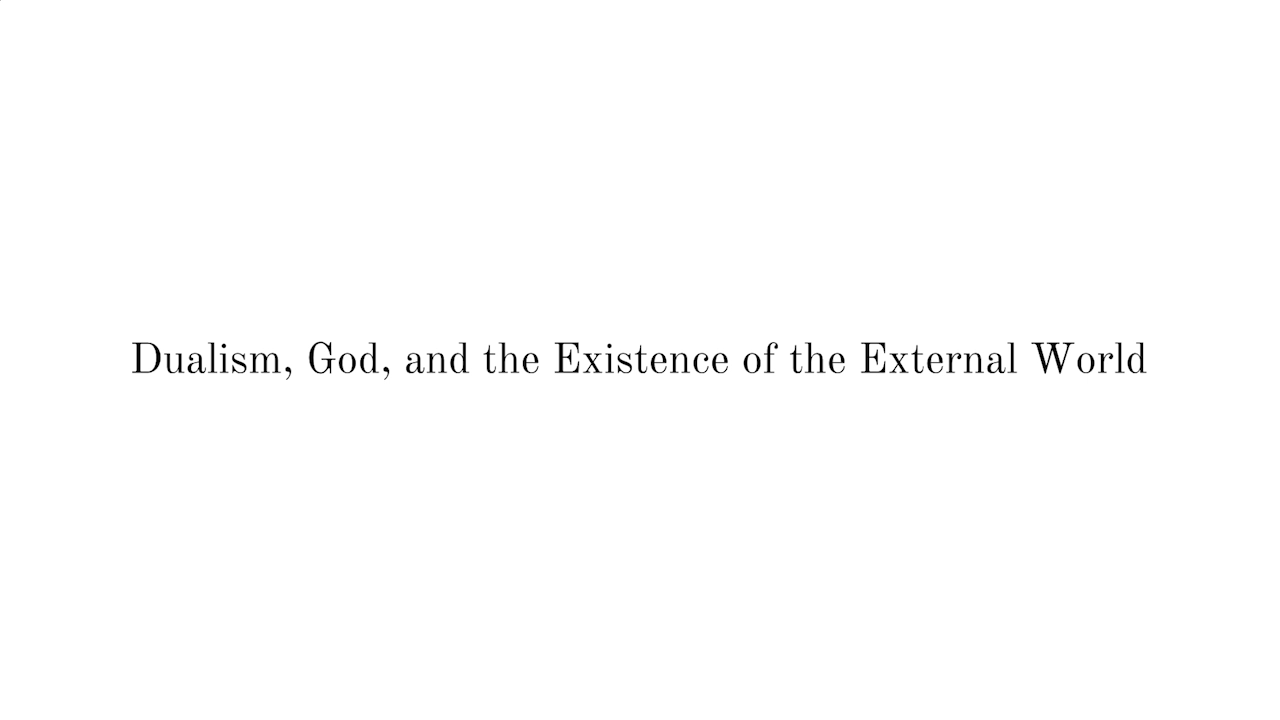 Dualism, God, and the Existence of the External World